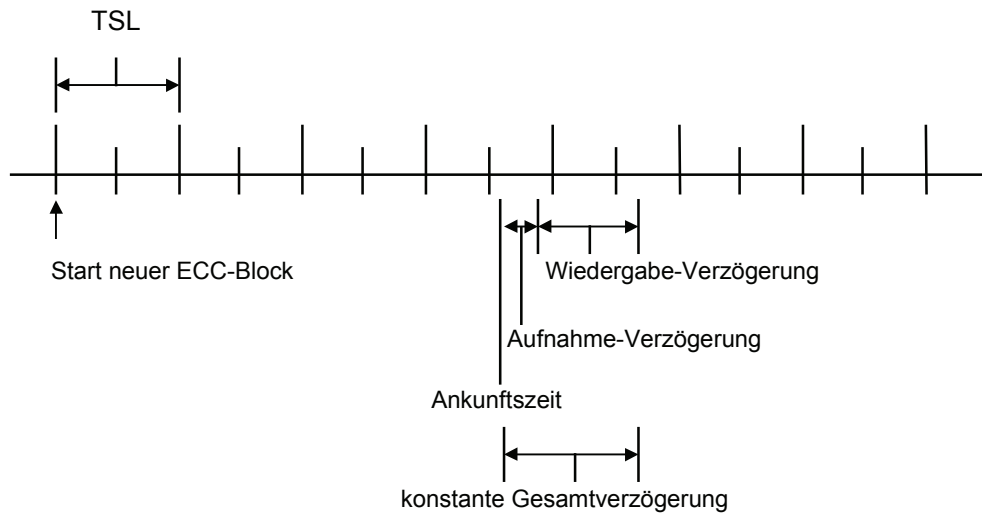 TSL
Start neuer ECC-Block
Wiedergabe-Verzögerung
Aufnahme-Verzögerung
Ankunftszeit
konstante Gesamtverzögerung